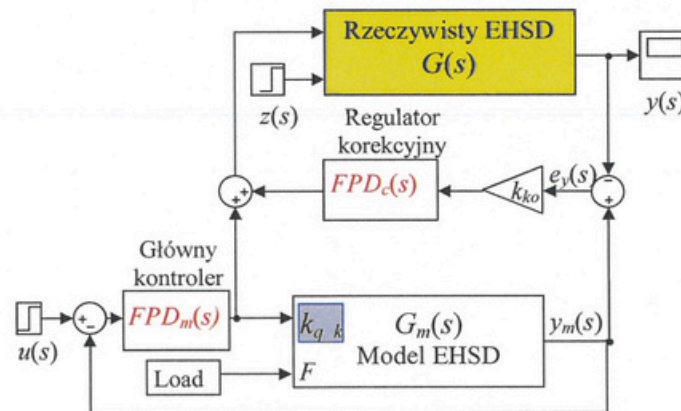 Rzeczywisty EHSD
G(s)
z(s)
y(s)
Regulator
korekcyjny
FPD_c(s)
k_ko
e_y(s)
−
+
+
+
Główny
kontroler
FPD_m(s)
+
−
u(s)
k_q_k
G_m(s)
Model EHSD
y_m(s)
F
Load